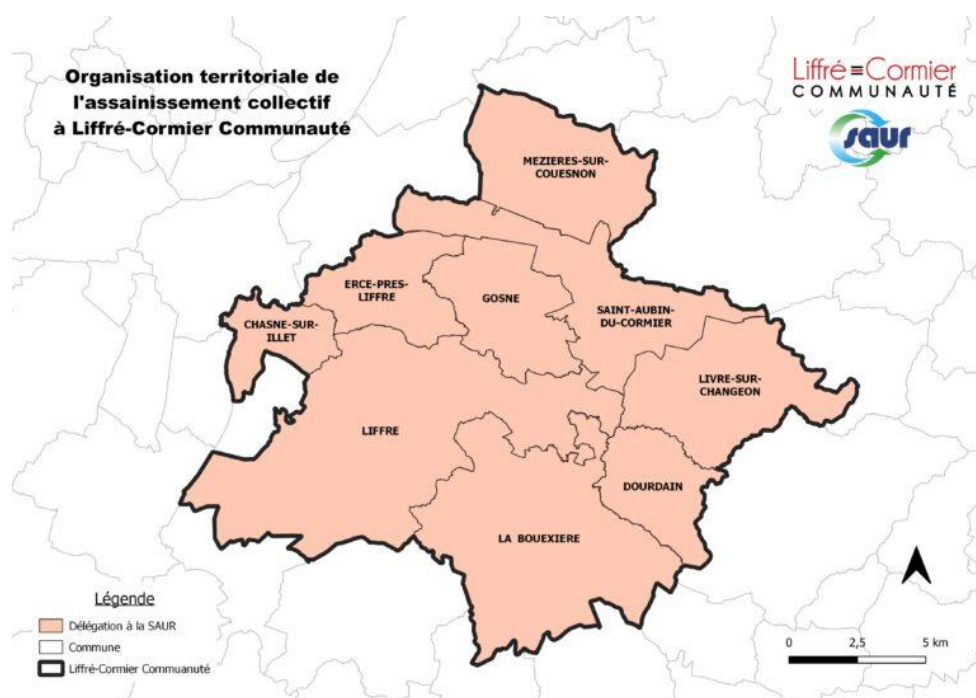 Organisation territoriale de
l'assainissement collectif
à Liffré-Cormier Communauté
Liffré Cormier
COMMUNAUTÉ
saur
MEZIERES-SUR-
COUESNON
ERCE-PRES-
LIFFRE
GOSNE
SAINT-AUBIN-
DU-CORMIER
CHASNE-SUR-
ILLET
LIVRE-SUR-
CHANGEON
LIFFRE
DOURDAIN
LA BOUEXIERE
Légende
Délégation à la SAUR
Commune
Liffré-Cormier Commuanuté
0 2,5 5 km